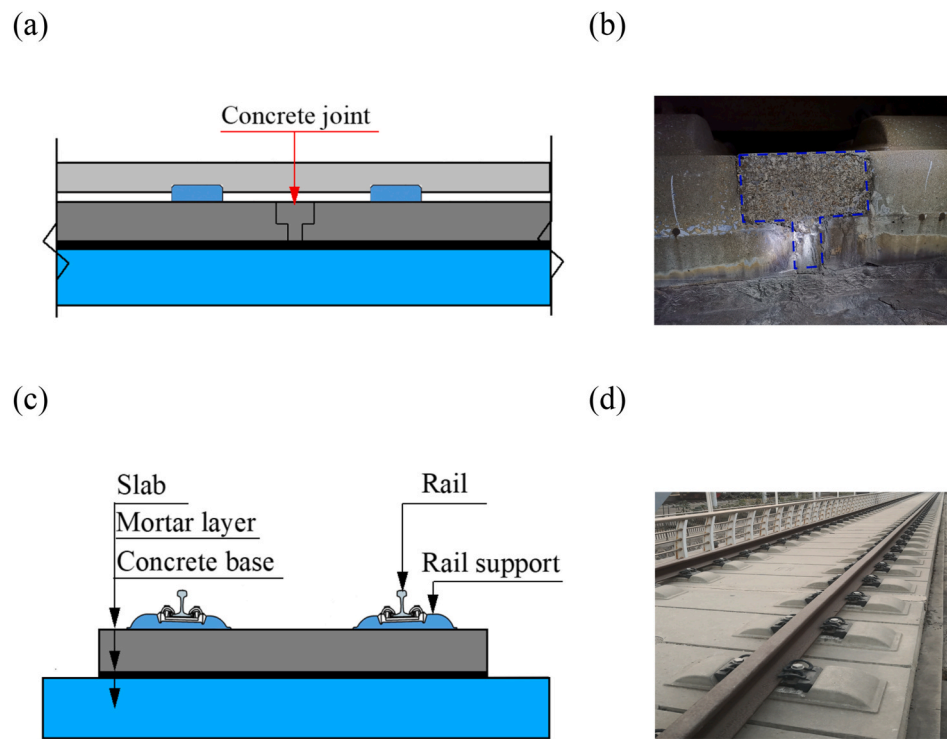 (a)
(b)
Concrete joint
(c)
(d)
Slab
Rail
Mortar layer
Concrete base
Rail support